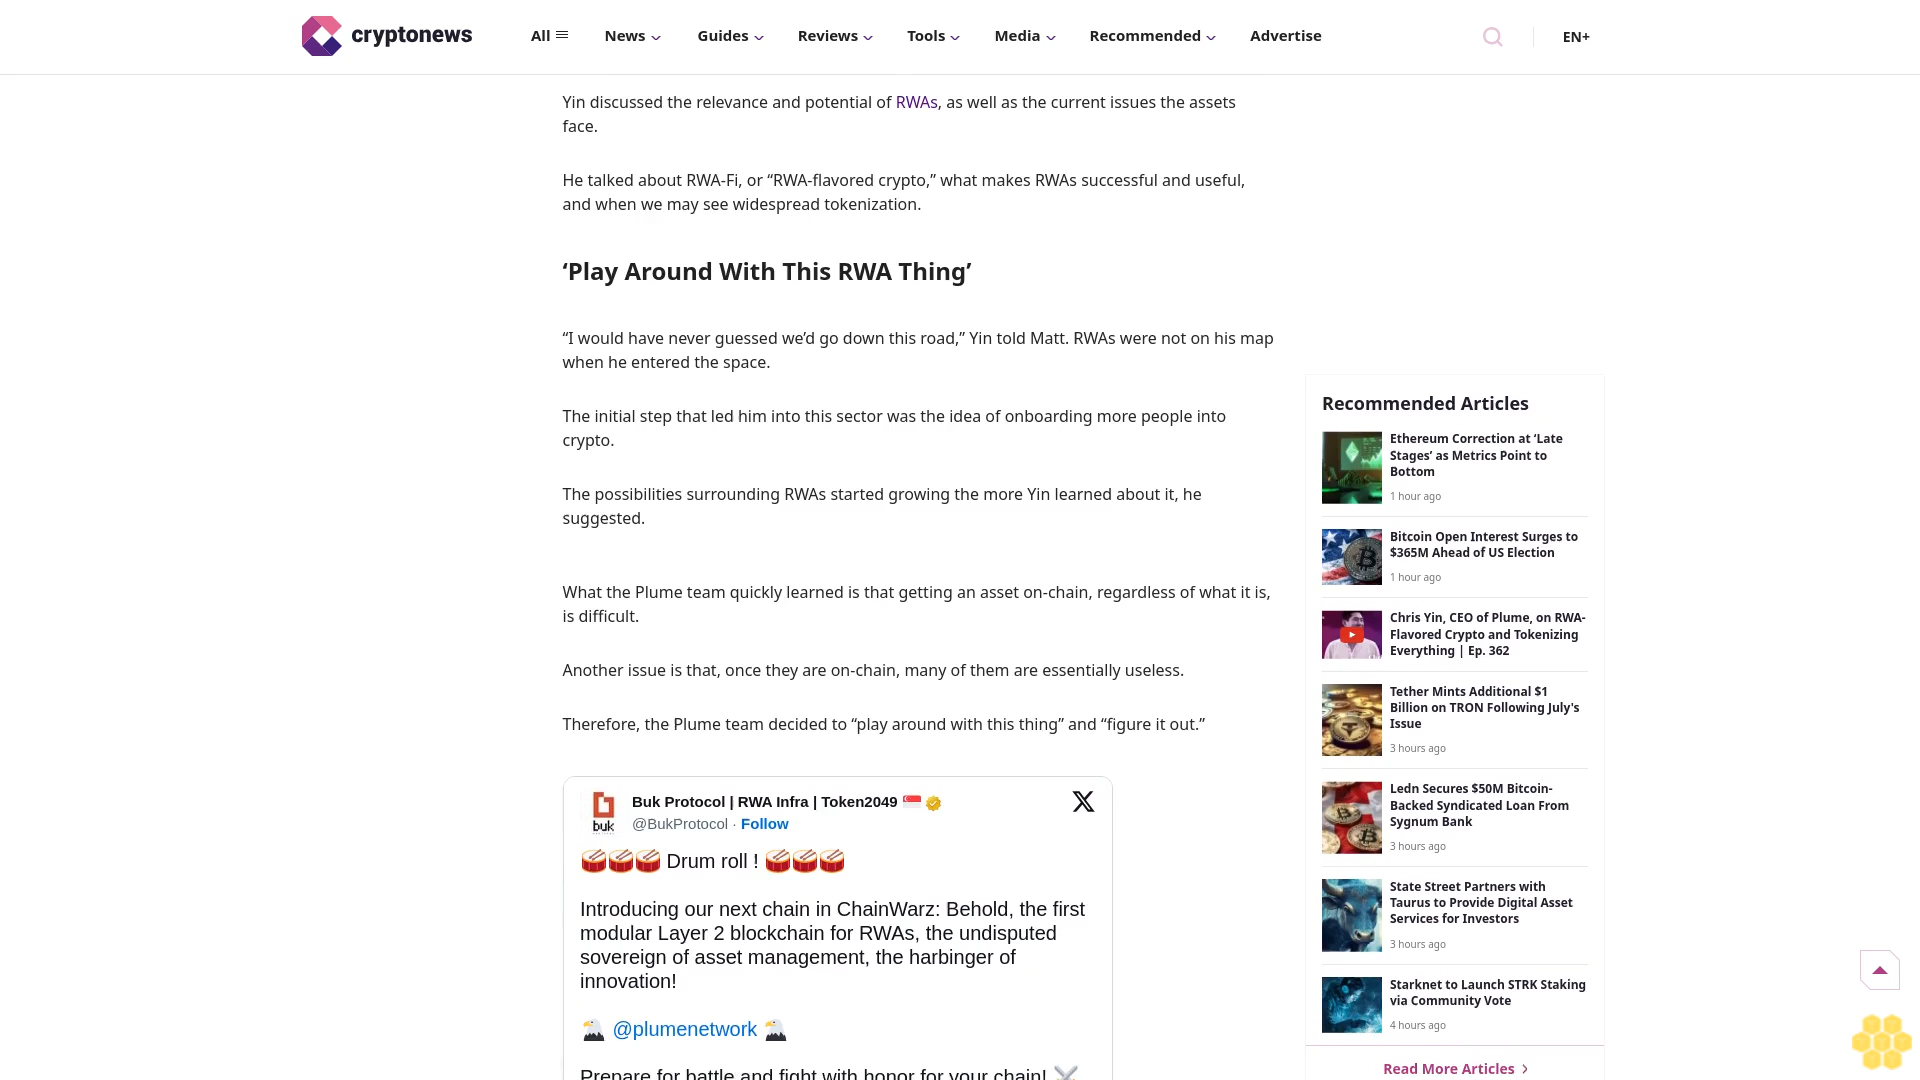 cryptonews
All
News
Guides
Reviews
Tools
Media
Recommended
Advertise
EN+
Yin discussed the relevance and potential of RWAs, as well as the current issues the assets
face.
He talked about RWA-Fi, or “RWA-flavored crypto,” what makes RWAs successful and useful,
and when we may see widespread tokenization.
‘Play Around With This RWA Thing’
“I would have never guessed we’d go down this road,” Yin told Matt. RWAs were not on his map
when he entered the space.
The initial step that led him into this sector was the idea of onboarding more people into
crypto.
The possibilities surrounding RWAs started growing the more Yin learned about it, he
suggested.
What the Plume team quickly learned is that getting an asset on-chain, regardless of what it is,
is difficult.
Another issue is that, once they are on-chain, many of them are essentially useless.
Therefore, the Plume team decided to “play around with this thing” and “figure it out.”
buk
Buk Protocol | RWA Infra | Token2049 🇸🇬
@BukProtocol · Follow
🥁🥁🥁 Drum roll ! 🥁🥁🥁
Introducing our next chain in ChainWarz: Behold, the first
modular Layer 2 blockchain for RWAs, the undisputed
sovereign of asset management, the harbinger of
innovation!
🦅 @plumenetwork 🦅
Prepare for battle and fight with honor for your chain! ⚔️
Recommended Articles
Ethereum Correction at ‘Late
Stages’ as Metrics Point to
Bottom
1 hour ago
Bitcoin Open Interest Surges to
$365M Ahead of US Election
1 hour ago
Chris Yin, CEO of Plume, on RWA-
Flavored Crypto and Tokenizing
Everything | Ep. 362
Tether Mints Additional $1
Billion on TRON Following July's
Issue
3 hours ago
Ledn Secures $50M Bitcoin-
Backed Syndicated Loan From
Sygnum Bank
3 hours ago
State Street Partners with
Taurus to Provide Digital Asset
Services for Investors
3 hours ago
Starknet to Launch STRK Staking
via Community Vote
4 hours ago
Read More Articles